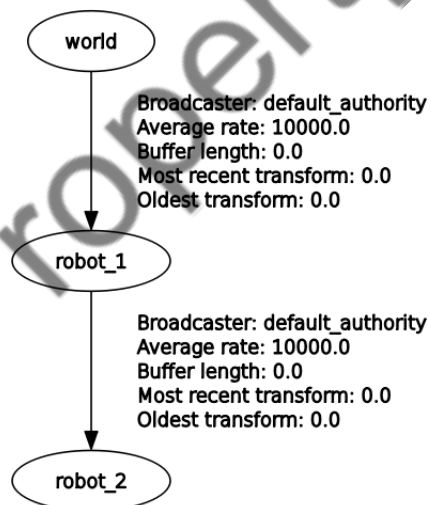 world
Broadcaster: default_authority
Average rate: 10000.0
Buffer length: 0.0
Most recent transform: 0.0
Oldest transform: 0.0
robot_1
Broadcaster: default_authority
Average rate: 10000.0
Buffer length: 0.0
Most recent transform: 0.0
Oldest transform: 0.0
robot_2